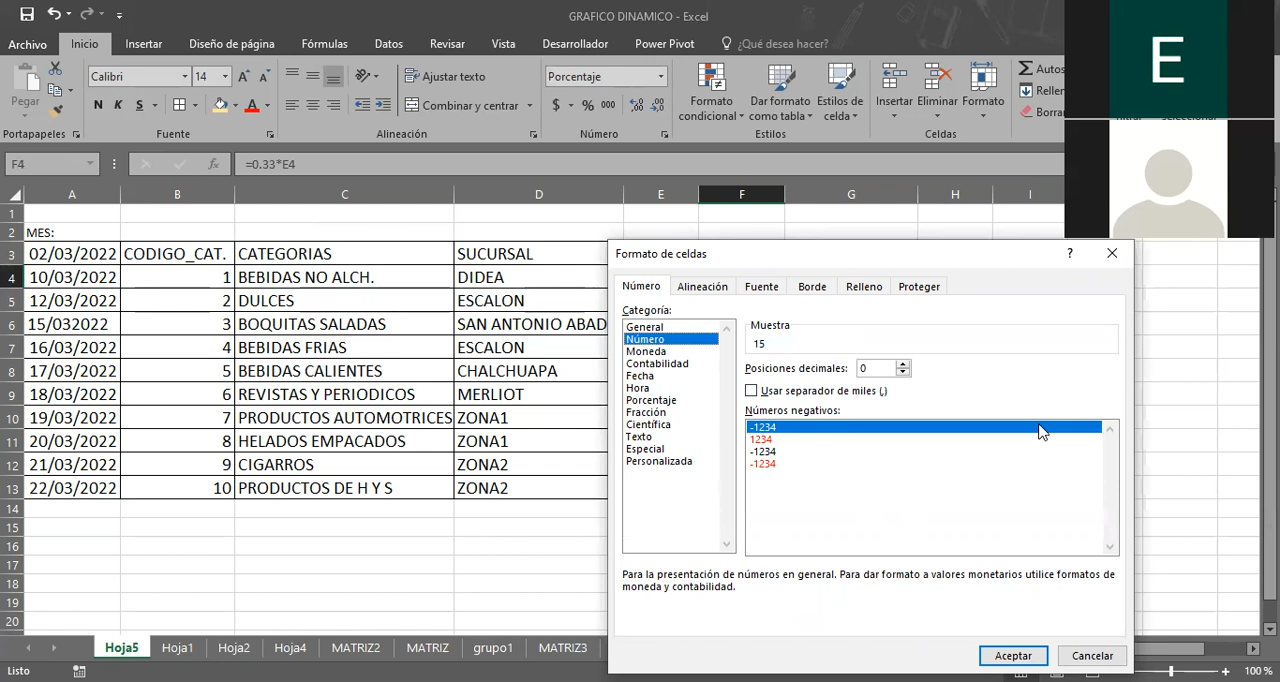 GRAFICO DINAMICO - Excel
E
Archivo Inicio Insertar Diseño de página Fórmulas Datos Revisar Vista Desarrollador Power Pivot ¿Qué desea hacer?
Pegar
Calibri 14
N K S
Ajustar texto
Combinar y centrar
Porcentaje
$ % 000
Formato condicional
Dar formato como tabla
Estilos de celda
Insertar Eliminar Formato
Autos
Rellen
Borra
Portapapeles Fuente Alineación Número Estilos Celdas
F4 fx =0.33*E4
A B C D E F G H I
1
2 MES:
3 02/03/2022 CODIGO_CAT. CATEGORIAS SUCURSAL
4 10/03/2022 1 BEBIDAS NO ALCH. DIDEA
5 12/03/2022 2 DULCES ESCALON
6 15/032022 3 BOQUITAS SALADAS SAN ANTONIO ABAD
7 16/03/2022 4 BEBIDAS FRIAS ESCALON
8 17/03/2022 5 BEBIDAS CALIENTES CHALCHUAPA
9 18/03/2022 6 REVISTAS Y PERIODICOS MERLIOT
10 19/03/2022 7 PRODUCTOS AUTOMOTRICES ZONA1
11 20/03/2022 8 HELADOS EMPACADOS ZONA1
12 21/03/2022 9 CIGARROS ZONA2
13 22/03/2022 10 PRODUCTOS DE H Y S ZONA2
14
15
16
17
18
19
20
Formato de celdas ?
Número Alineación Fuente Borde Relleno Proteger
Categoría:
General
Número
Moneda
Contabilidad
Fecha
Hora
Porcentaje
Fracción
Científica
Texto
Especial
Personalizada
Muestra
15
Posiciones decimales: 0
Usar separador de miles (,)
Números negativos:
-1234
1234
-1234
-1234
Para la presentación de números en general. Para dar formato a valores monetarios utilice formatos de
moneda y contabilidad.
Aceptar Cancelar
Hoja5 Hoja1 Hoja2 Hoja4 MATRIZ2 MATRIZ grupo1 MATRIZ3
Listo 100 %